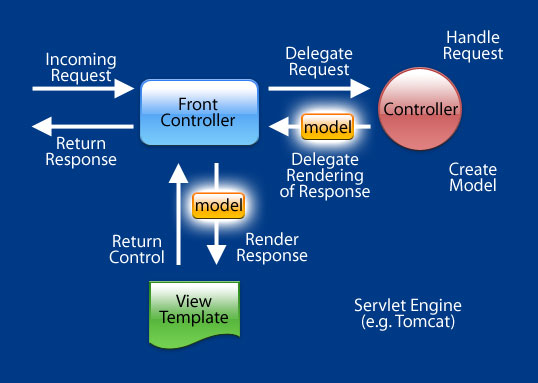 Incoming
Request
Delegate
Request
Handle
Request
Front
Controller
Controller
model
Return
Response
Delegate
Rendering
of Response
Create
Model
model
Return
Control
Render
Response
View
Template
Servlet Engine
(e.g. Tomcat)